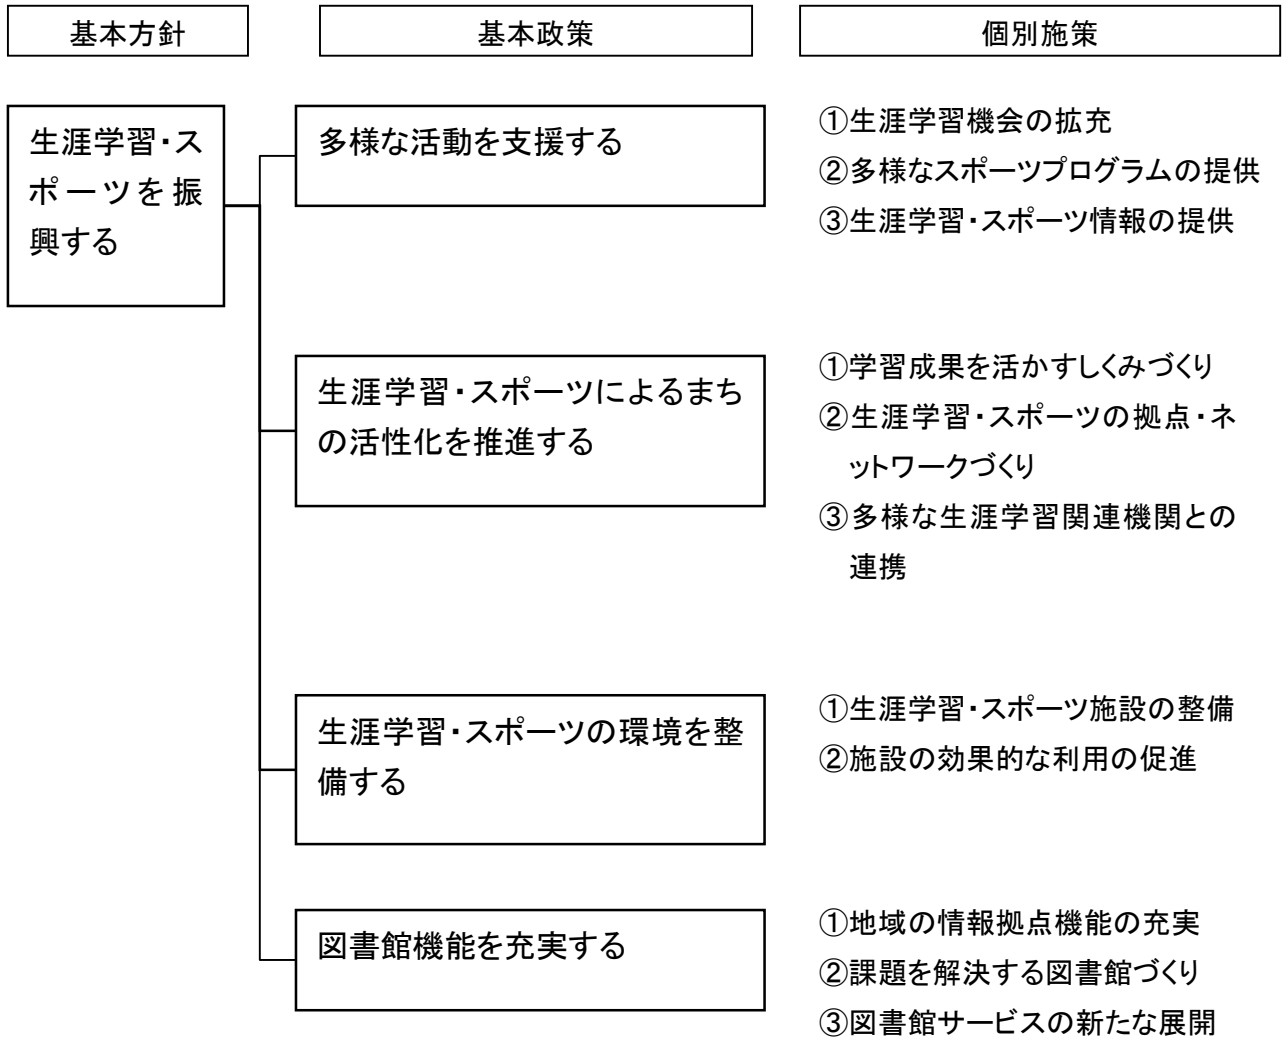 基本方針
基本政策
個別施策
生涯学習・ス
ポーツを振
興する
多様な活動を支援する
①生涯学習機会の拡充
②多様なスポーツプログラムの提供
③生涯学習・スポーツ情報の提供
生涯学習・スポーツによるまち
の活性化を推進する
①学習成果を活かすしくみづくり
②生涯学習・スポーツの拠点・ネ
ットワークづくり
③多様な生涯学習関連機関との
連携
生涯学習・スポーツの環境を整
備する
①生涯学習・スポーツ施設の整備
②施設の効果的な利用の促進
図書館機能を充実する
①地域の情報拠点機能の充実
②課題を解決する図書館づくり
③図書館サービスの新たな展開